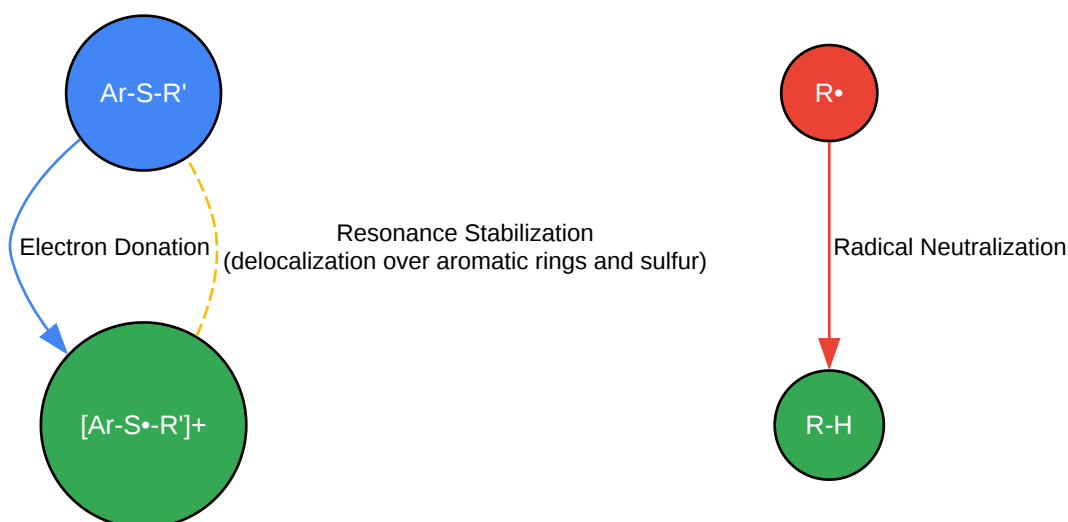 Ar-S-R'
R•
Electron Donation
Resonance Stabilization
(delocalization over aromatic rings and sulfur)
Radical Neutralization
[Ar-S•-R']+
R-H